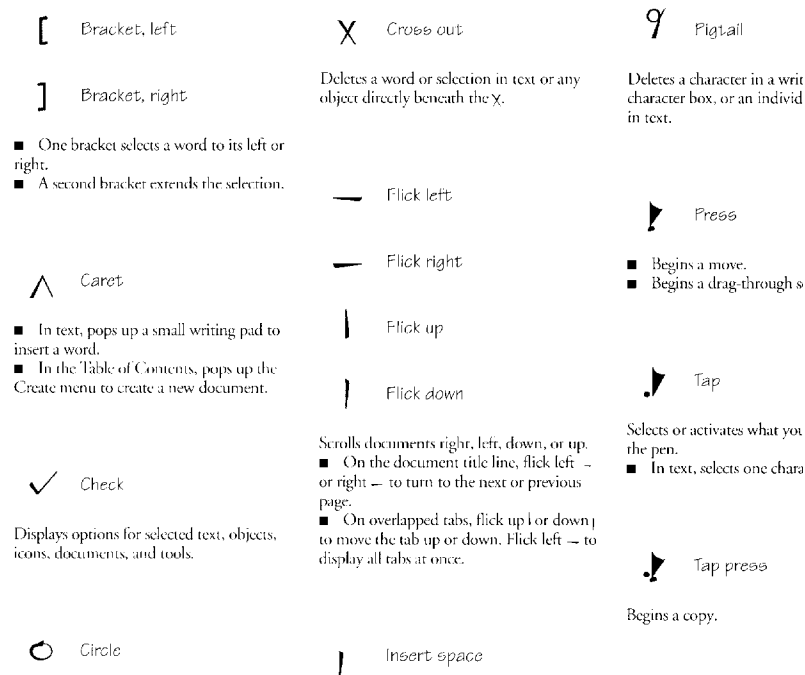 [ Bracket, left
] Bracket, right
■ One bracket selects a word to its left or
right.
■ A second bracket extends the selection.
Caret
■ In text, pops up a small writing pad to
insert a word.
■ In the Table of Contents, pops up the
Create menu to create a new document.
Check
Displays options for selected text, objects,
icons, documents, and tools.
Circle
X Cross out
Deletes a word or selection in text or any
object directly beneath the X.
Flick left
Flick right
Flick up
Flick down
Scrolls documents right, left, down, or up.
■ On the document title line, flick left –
or right – to turn to the next or previous
page.
■ On overlapped tabs, flick up | or down |
to move the tab up or down. Flick left — to
display all tabs at once.
Insert space
Pigtail
Deletes a character in a writ
character box, or an individ
in text.
Press
■ Begins a move.
■ Begins a drag-through s
Tap
Selects or activates what you
the pen.
■ In text, selects one chara
Tap press
Begins a copy.